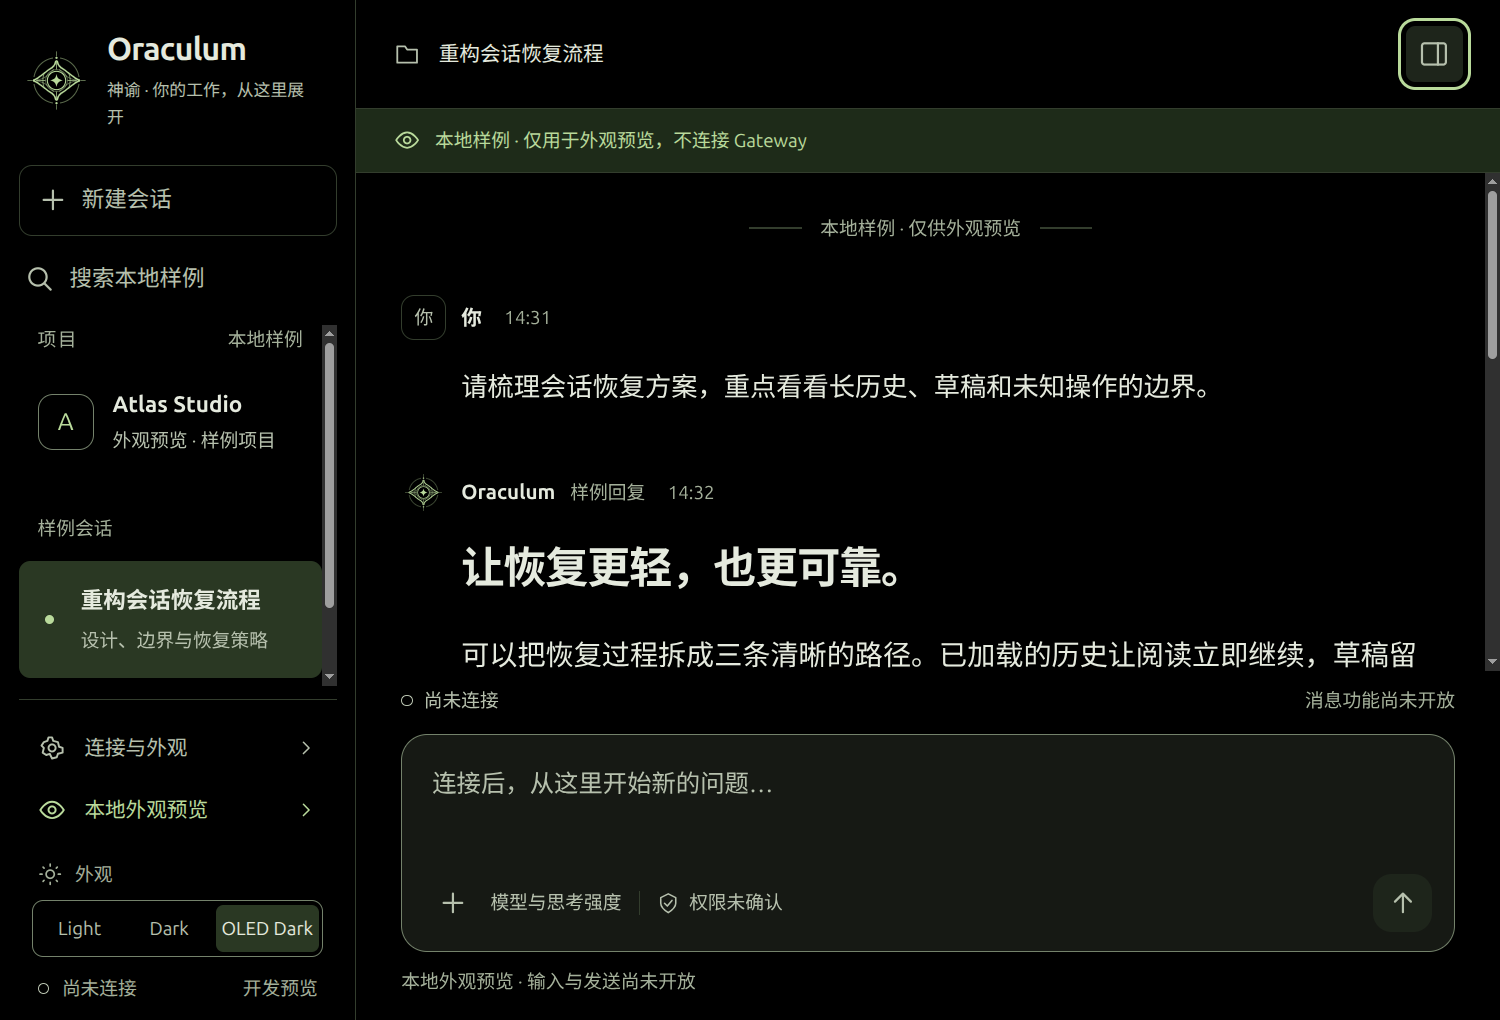 Oraculum
神谕 · 你的工作，从这里展
开
新建会话
搜索本地样例
项目
本地样例
A
Atlas Studio
外观预览 · 样例项目
样例会话
重构会话恢复流程
设计、边界与恢复策略
连接与外观
本地外观预览
外观
Light
Dark
OLED Dark
尚未连接
开发预览
重构会话恢复流程
本地样例 · 仅用于外观预览，不连接 Gateway
本地样例 · 仅供外观预览
你
你
14:31
请梳理会话恢复方案，重点看看长历史、草稿和未知操作的边界。
Oraculum
样例回复
14:32
让恢复更轻，也更可靠。
可以把恢复过程拆成三条清晰的路径。已加载的历史让阅读立即继续，草稿留
尚未连接
消息功能尚未开放
连接后，从这里开始新的问题…
模型与思考强度
权限未确认
本地外观预览 · 输入与发送尚未开放